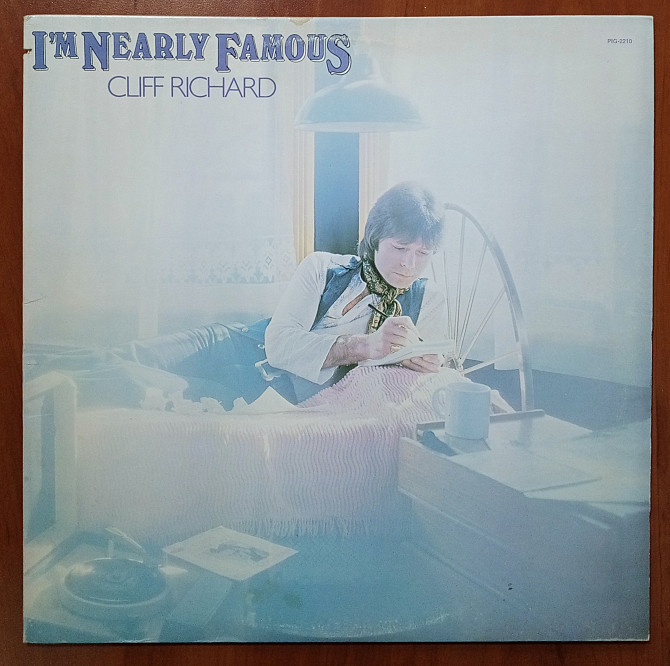 I'M NEARLY FAMOUS
CLIFF RICHARD
PIG-2210